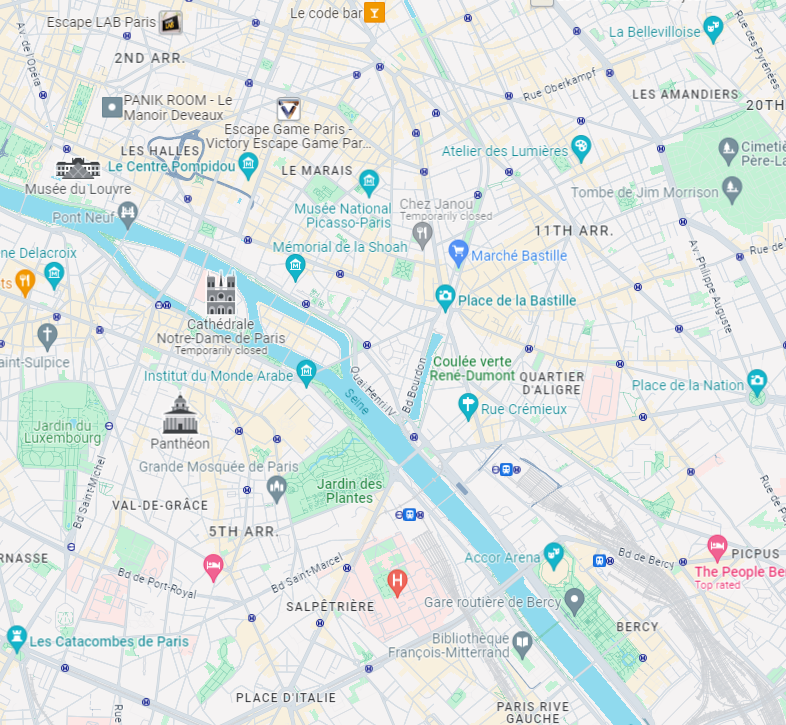 Escape LAB Paris
Le code bar
La Bellevilloise
Rue des Pyrénées
Av. de l'Opéra
2ND ARR.
Rue Oberkampf
LES AMANDIERS
20TH
PANIK ROOM - Le
Manoir Deveaux
Escape Game Paris -
Victory Escape Game Par...
LES HALLES
Le Centre Pompidou
LE MARAIS
Atelier des Lumières
Cimetiè
Père-La
Musée du Louvre
Musée National
Picasso-Paris
Chez Janou
Temporarily closed
Tombe de Jim Morrison
Pont Neuf
11TH ARR.
Mémorial de la Shoah
Marché Bastille
Rue de
Av. Philippe Auguste
ne Delacroix
ts
Place de la Bastille
Cathédrale
Notre-Dame de Paris
Temporarily closed
aint-Sulpice
Institut du Monde Arabe
Quai Henri IV
Seine
Bd Bourdon
Coulée verte
René-Dumont
QUARTIER
D'ALIGRE
Place de la Nation
Rue Crémieux
Jardin du
Luxembourg
Panthéon
Grande Mosquée de Paris
Jardin des
Plantes
Bd Saint-Michel
VAL-DE-GRÂCE
Rue de
5TH ARR.
RNASSE
Bd de Port-Royal
Bd Saint-Marcel
H
Accor Arena
Bd de Bercy
PICPUS
The People Be
Top rated
SALPÊTRIÈRE
Gare routière de Bercy
BERCY
Les Catacombes de Paris
Bibliothèque
François-Mitterrand
PLACE D'ITALIE
PARIS RIVE
GAUCHE